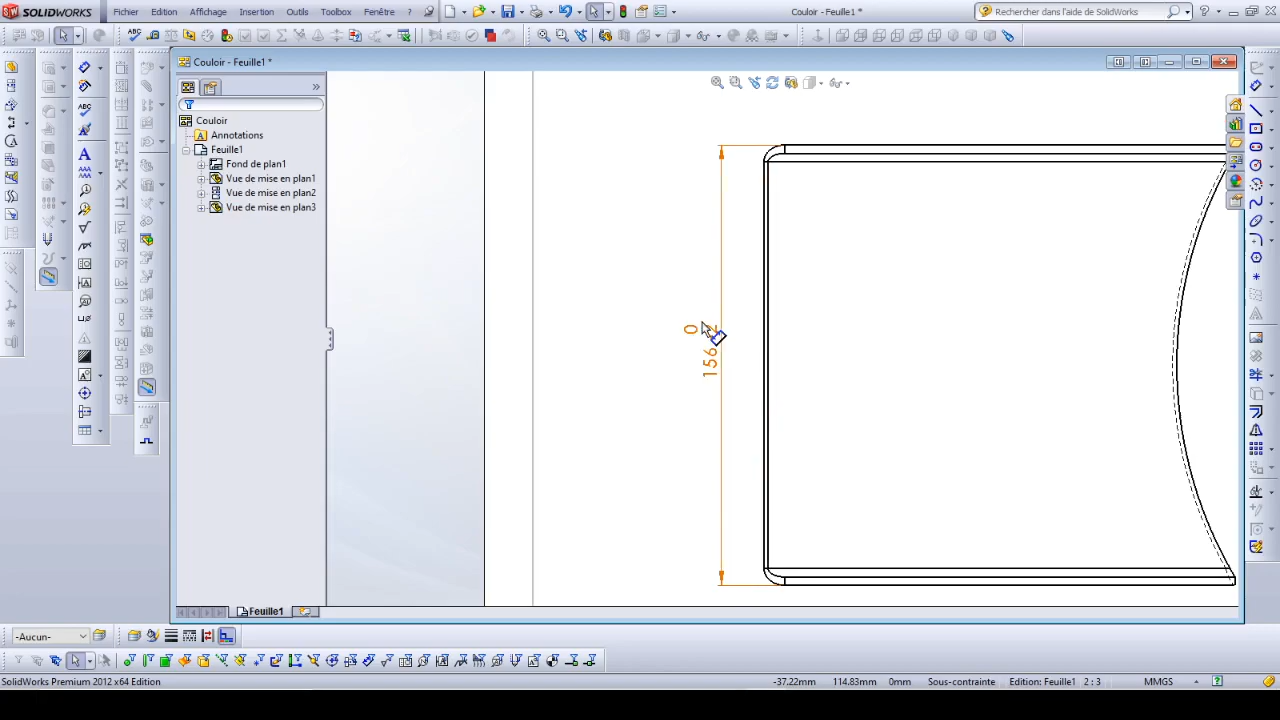 SOLIDWORKS
Fichier Edition Affichage Insertion Outils Toolbox Fenêtre ?
Couloir - Feuille1 *
Rechercher dans l'aide de SolidWorks
Couloir - Feuille1 *
Couloir
Annotations
Feuille1
Fond de plan1
Vue de mise en plan1
Vue de mise en plan2
Vue de mise en plan3
0
156
Feuille1
-Aucun-
SolidWorks Premium 2012 x64 Edition
-37.22mm 114.83mm 0mm Sous-contrainte Edition: Feuille1 2 : 3 MMGS